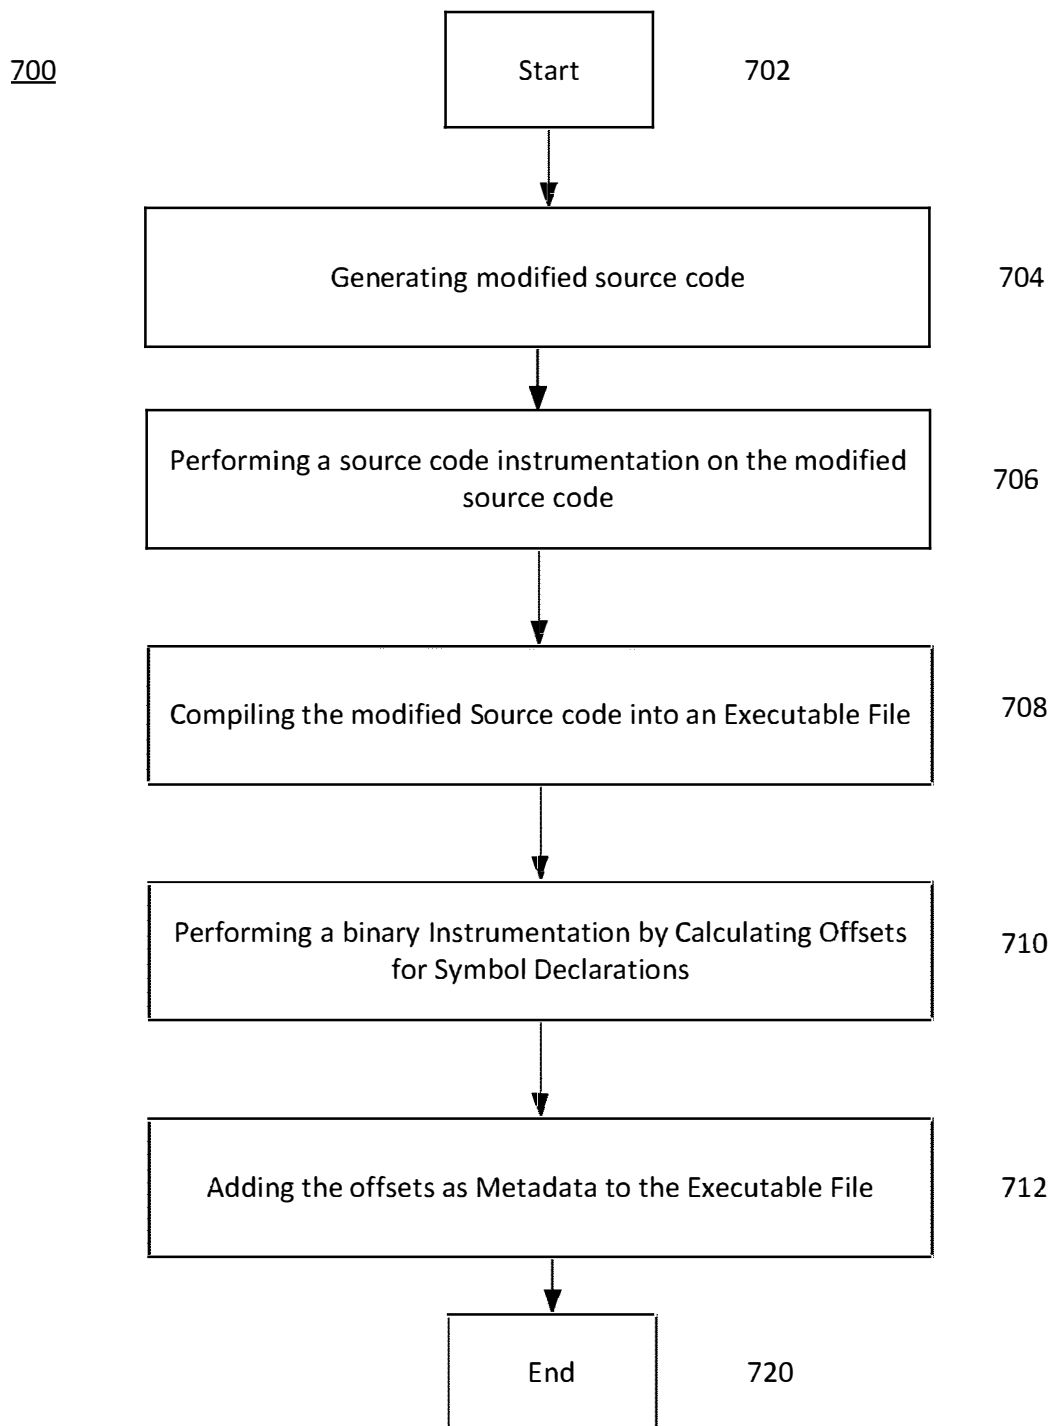 700
Start
702
Generating modified source code
704
Performing a source code instrumentation on the modified
source code
706
Compiling the modified Source code into an Executable File
708
Performing a binary Instrumentation by Calculating Offsets
for Symbol Declarations
710
Adding the offsets as Metadata to the Executable File
712
End
720